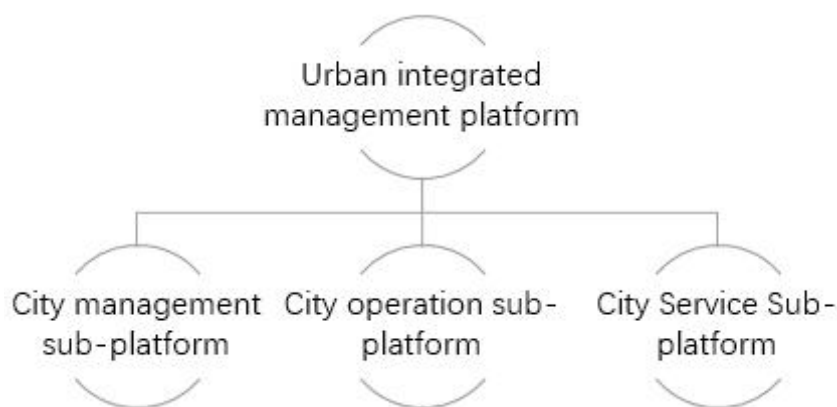 Urban integrated
management platform
City management
sub-platform
City operation sub-
platform
City Service Sub-
platform